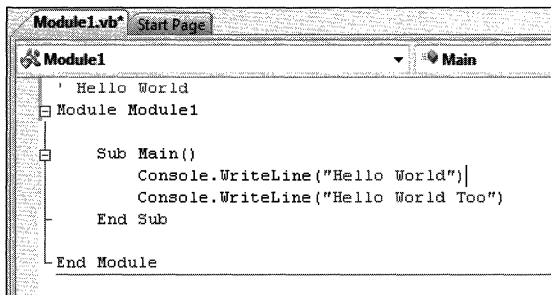 Module1.vb* Start Page
Module1 Main
' Hello World
Module Module1
Sub Main()
Console.WriteLine("Hello World")
Console.WriteLine("Hello World Too")
End Sub
End Module